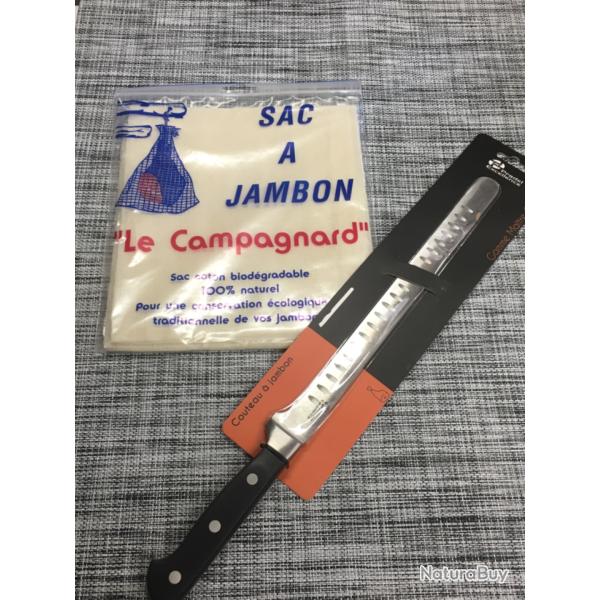 SAC
A
JAMBON
"Le Campagnard"
Sac coton biodégradable
100% naturel
Pour une conservation écologique
traditionnelle de vos jambon
Couteau à jambon
NaturaBuy